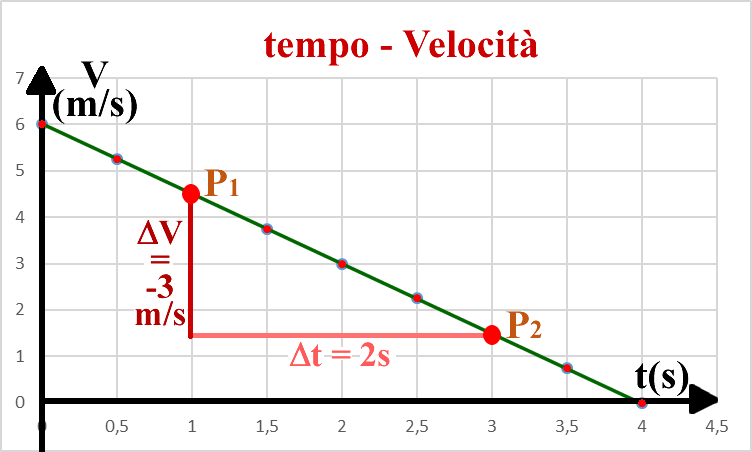 tempo - Velocità
V
(m/s)
7
6
5
4
3
2
1
0
P1
ΔV
=
-3
m/s
P2
Δt = 2s
t(s)
0
0,5
1
1,5
2
2,5
3
3,5
4
4,5